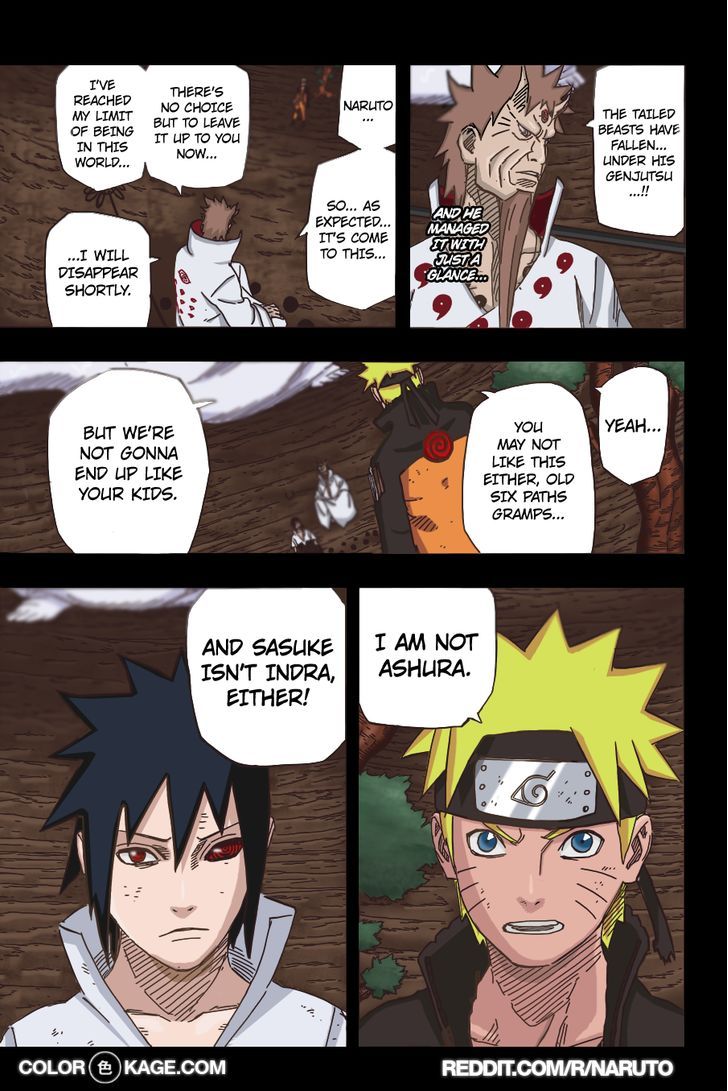 THE TAILED
BEASTS HAVE
FALLEN...
UNDER HIS
GENJUTSU
...!!
AND HE
MANAGED
IT WITH
JUST A
GLANCE...
NARUTO
...
SO... AS
EXPECTED...
IT'S COME
TO THIS...
THERE'S
NO CHOICE
BUT TO LEAVE
IT UP TO YOU
NOW...
I'VE
REACHED
MY LIMIT
OF BEING
IN THIS
WORLD...
...I WILL
DISAPPEAR
SHORTLY.
YEAH...
YOU
MAY NOT
LIKE THIS
EITHER, OLD
SIX PATHS
GRAMPS...
BUT WE'RE
NOT GONNA
END UP LIKE
YOUR KIDS.
I AM NOT
ASHURA.
AND SASUKE
ISN'T INDRA,
EITHER!
COLOR 色 KAGE.COM
REDDIT.COM/R/NARUTO